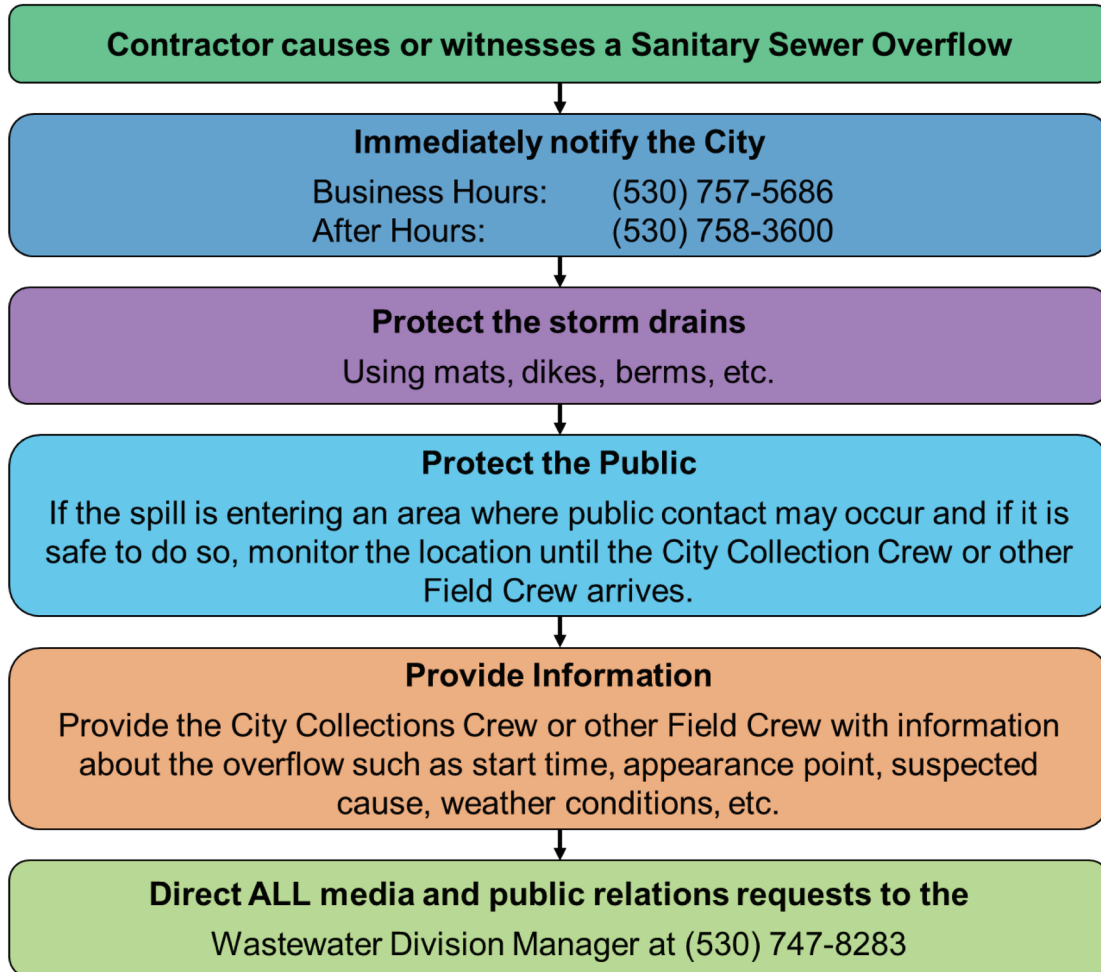 Contractor causes or witnesses a Sanitary Sewer Overflow
Immediately notify the City
Business Hours: (530) 757-5686
After Hours: (530) 758-3600
Protect the storm drains
Using mats, dikes, berms, etc.
Protect the Public
If the spill is entering an area where public contact may occur and if it is
safe to do so, monitor the location until the City Collection Crew or other
Field Crew arrives.
Provide Information
Provide the City Collections Crew or other Field Crew with information
about the overflow such as start time, appearance point, suspected
cause, weather conditions, etc.
Direct ALL media and public relations requests to the
Wastewater Division Manager at (530) 747-8283